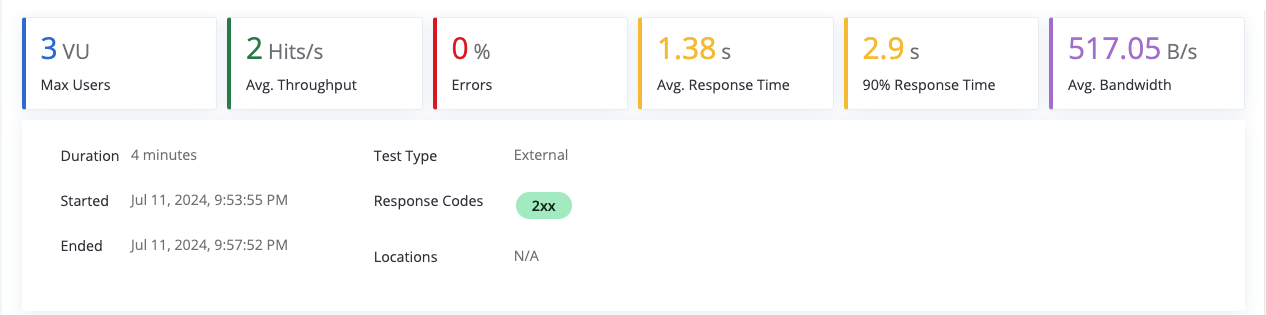 3 VU
Max Users
2 Hits/s
Avg. Throughput
0 %
Errors
1.38 s
Avg. Response Time
2.9 s
90% Response Time
517.05 B/s
Avg. Bandwidth
Duration 4 minutes
Started Jul 11, 2024, 9:53:55 PM
Ended Jul 11, 2024, 9:57:52 PM
Test Type External
Response Codes 2xx
Locations N/A